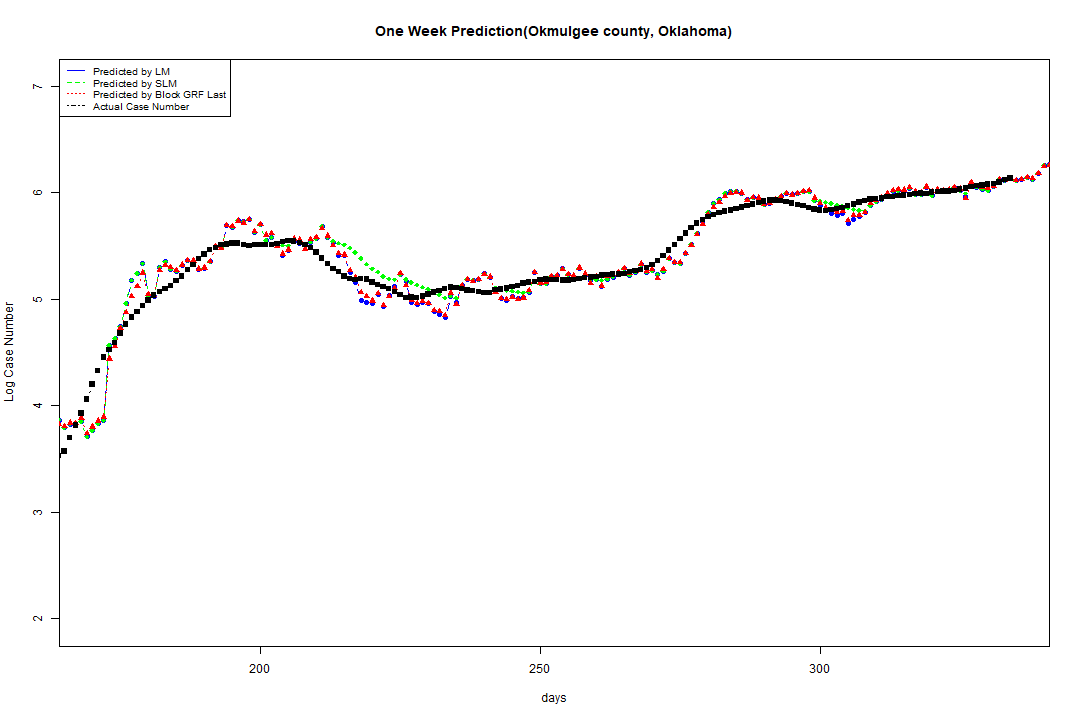 One Week Prediction(Okmulgee county, Oklahoma)
Predicted by LM
Predicted by SLM
Predicted by Block GRF Last
Actual Case Number
7
6
5
4
3
2
Log Case Number
200
250
300
days